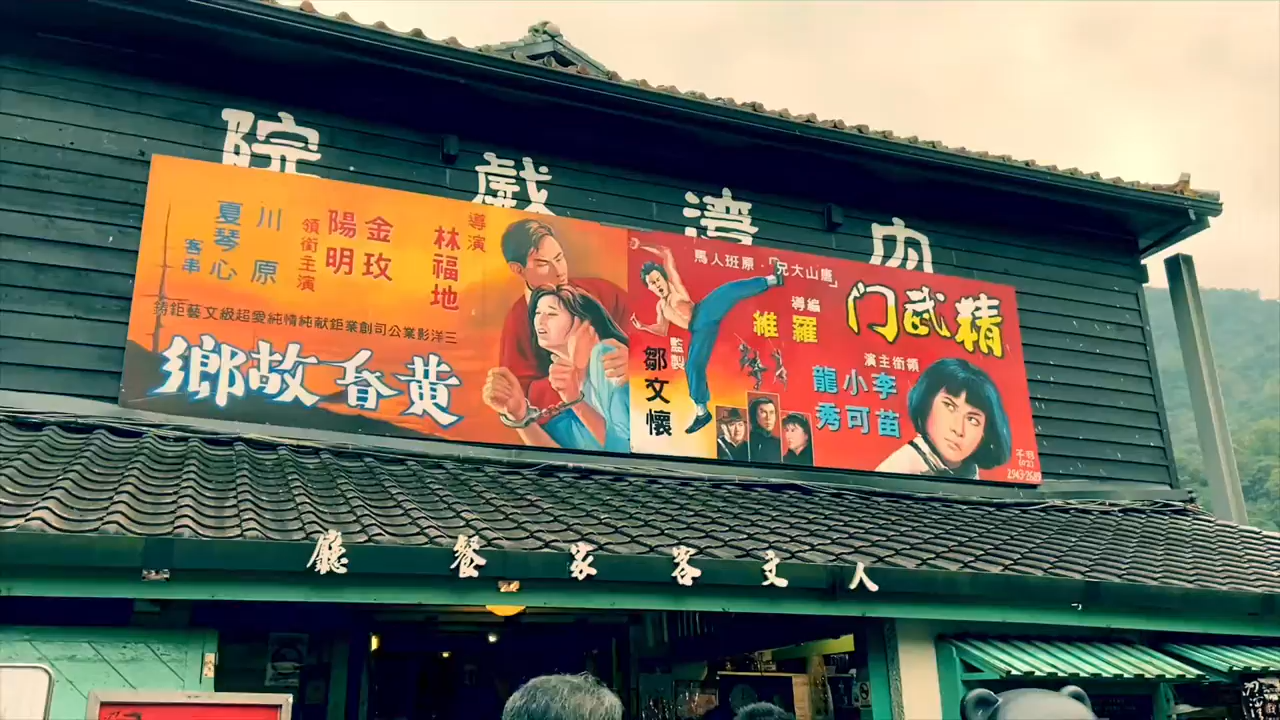 內灣戲院
「唐山大兄」·原班人馬
精武门
編導
羅維
領銜主演
李小龍
苗可秀
監製
鄒文懷
導演
林福地
金玫
陽明
領銜主演
川原
夏琴心
客串
三洋影業公司創業鉅献純情純愛超級文藝鉅鑄
黃昏故鄉
人文客家餐廳